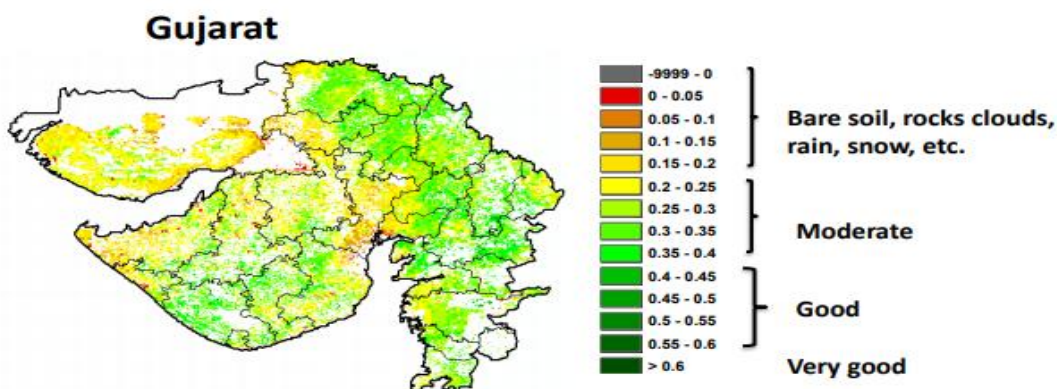 Gujarat
-9999 - 0
0 - 0.05
0.05 - 0.1
0.1 - 0.15
0.15 - 0.2
0.2 - 0.25
0.25 - 0.3
0.3 - 0.35
0.35 - 0.4
0.4 - 0.45
0.45 - 0.5
0.5 - 0.55
0.55 - 0.6
> 0.6
Bare soil, rocks clouds,
rain, snow, etc.
Moderate
Good
Very good